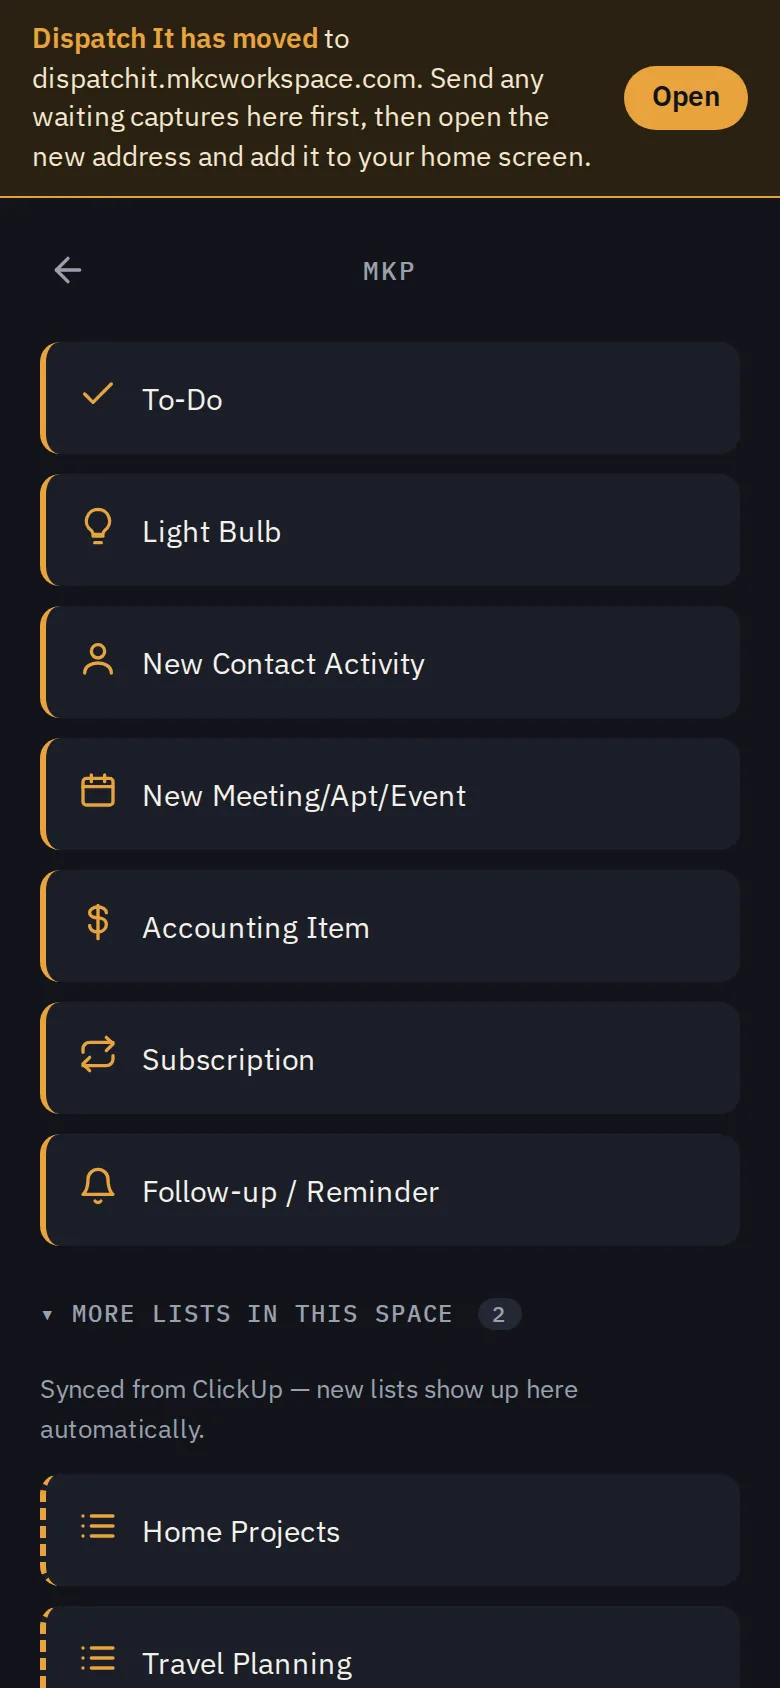 Dispatch It has moved to
dispatchit.mkcworkspace.com. Send any
waiting captures here first, then open the
new address and add it to your home screen.
Open
MKP
To-Do
Light Bulb
New Contact Activity
New Meeting/Apt/Event
Accounting Item
Subscription
Follow-up / Reminder
MORE LISTS IN THIS SPACE 2
Synced from ClickUp — new lists show up here
automatically.
Home Projects
Travel Planning